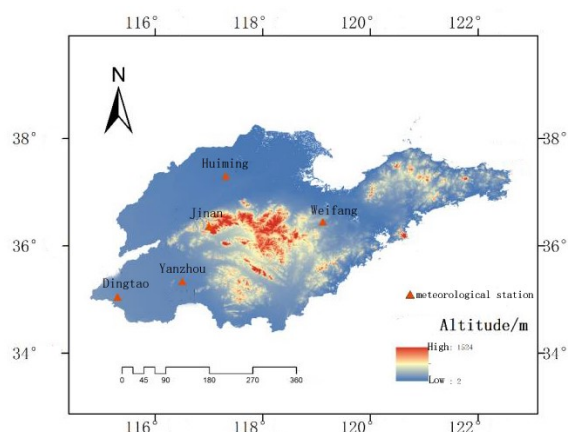 116° 118° 120° 122°
N
38° 38°
Huiming
Jinan
Weifang
36° 36°
Yanzhou
Dingtao
meteorological station
Altitude/m
34° 34°
High: 1524
Low : 2
0 45 90 180 270 360
116° 118° 120° 122°